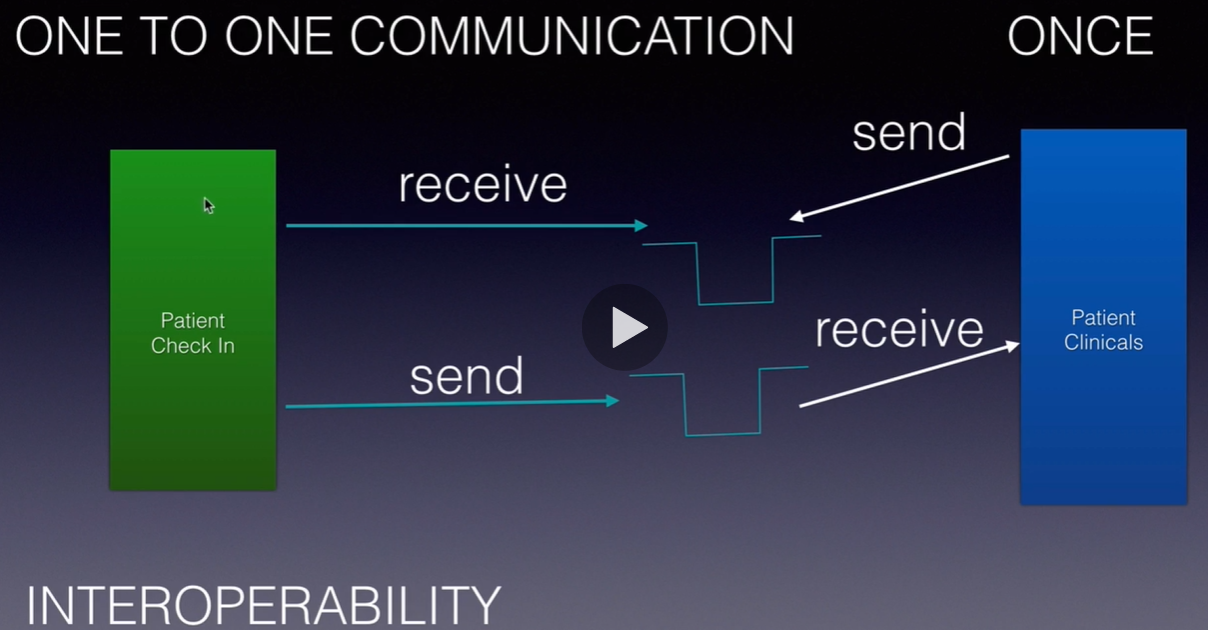 ONE TO ONE COMMUNICATION
ONCE
send
receive
Patient
Check In
receive
Patient
Clinicals
send
INTEROPERABILITY